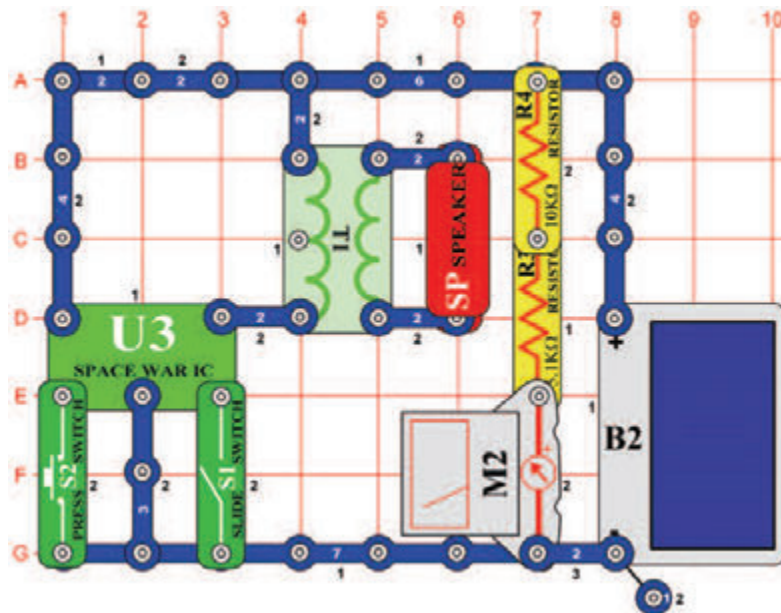 1 2 3 4 5 6 7 8 9 10
1 2 1
A 2 2 6
R4
RESISTOR
10KΩ
2 2
2 2
B 2
T1
SP SPEAKER
2
4 2
4 2
C 1 1
RESIST
1
D 2 2
2 2
+
U3
SPACE WAR IC
.1KΩ
E
1
B2
S2
PRESS SWITCH
S1
SLIDE SWITCH
M2
+
F 2 2 2 2
3
-
G 7 2
1 3
1 2